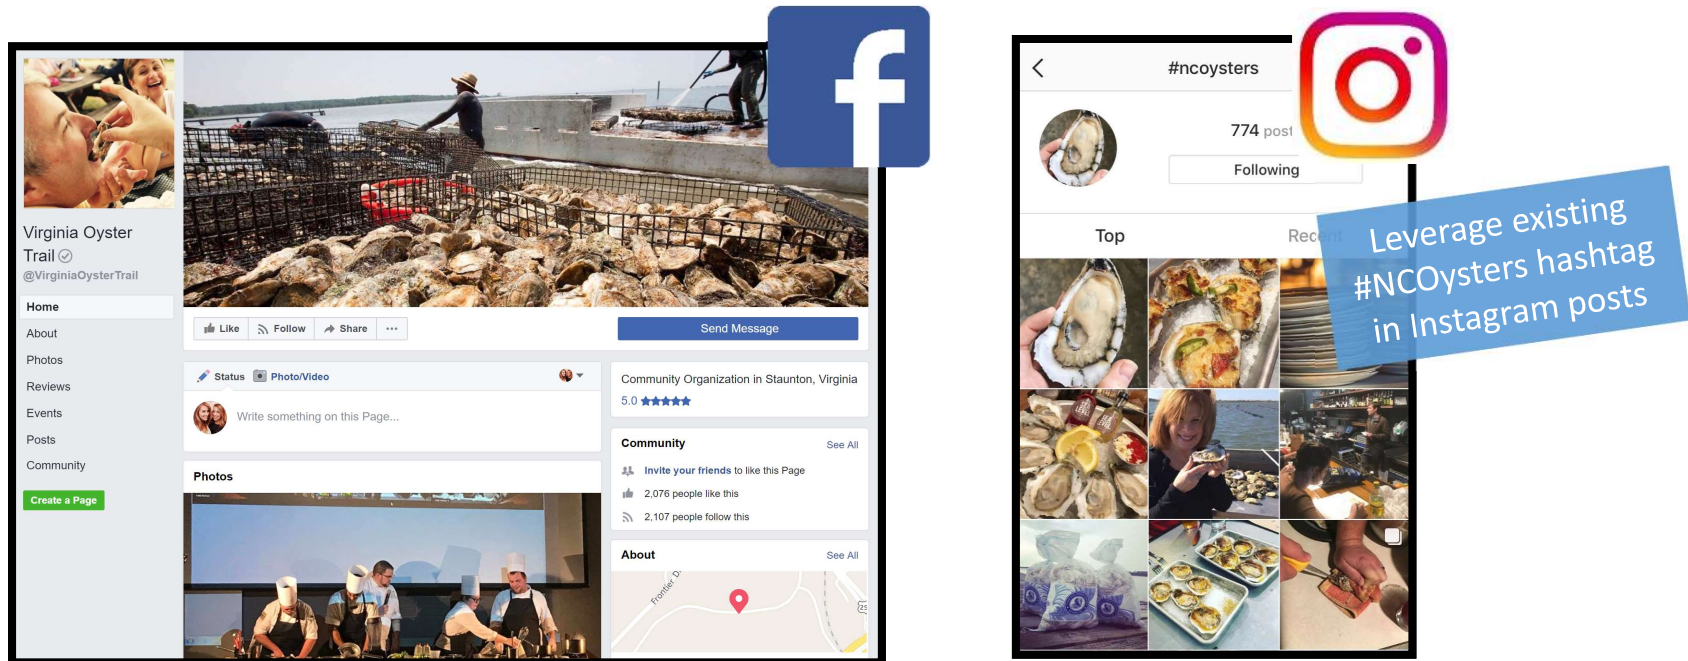 f
Virginia Oyster
Trail
@VirginiaOysterTrail
Home
About
Photos
Reviews
Events
Posts
Community
Create a Page
Like
Follow
Share
Send Message
Status
Photo/Video
Write something on this Page...
Photos
Community Organization in Staunton, Virginia
5.0
Community
See All
Invite your friends to like this Page
2,076 people like this
2,107 people follow this
About
See All
Frontier D
#ncoysters
774 post
Following
Top
Recent
Leverage existing
#NCOysters hashtag
in Instagram posts